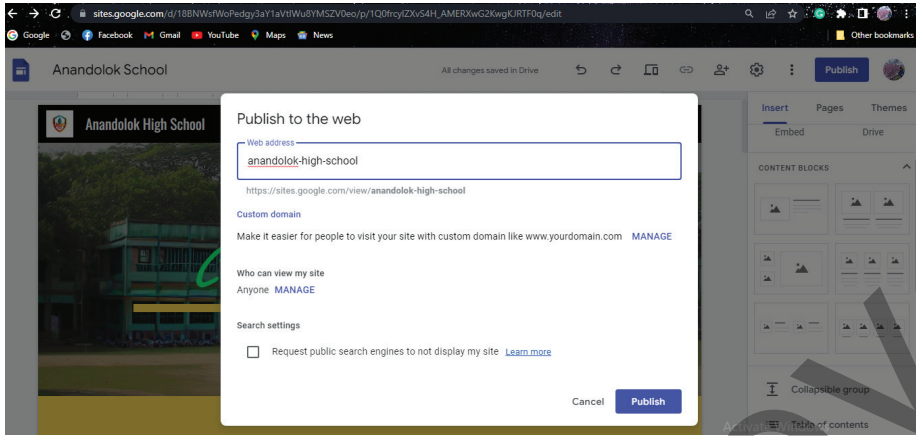 sites.google.com/d/18BNWsfWoPedgy3aY1aVtIWu8YMSZV0eo/p/1Q0frcyIZXvS4H_AMERXwG2KwgKJRTF0q/edit
Google
Facebook
Gmail
YouTube
Maps
News
Other bookmarks
Anandolok School
All changes saved in Drive
Publish
Anandolok High School
Insert Pages Themes
Embed Drive
CONTENT BLOCKS
Collapsible group
Table of contents
Publish to the web
Web address
anandolok-high-school
https://sites.google.com/view/anandolok-high-school
Custom domain
Make it easier for people to visit your site with custom domain like www.yourdomain.com MANAGE
Who can view my site
Anyone MANAGE
Search settings
Request public search engines to not display my site Learn more
Cancel Publish